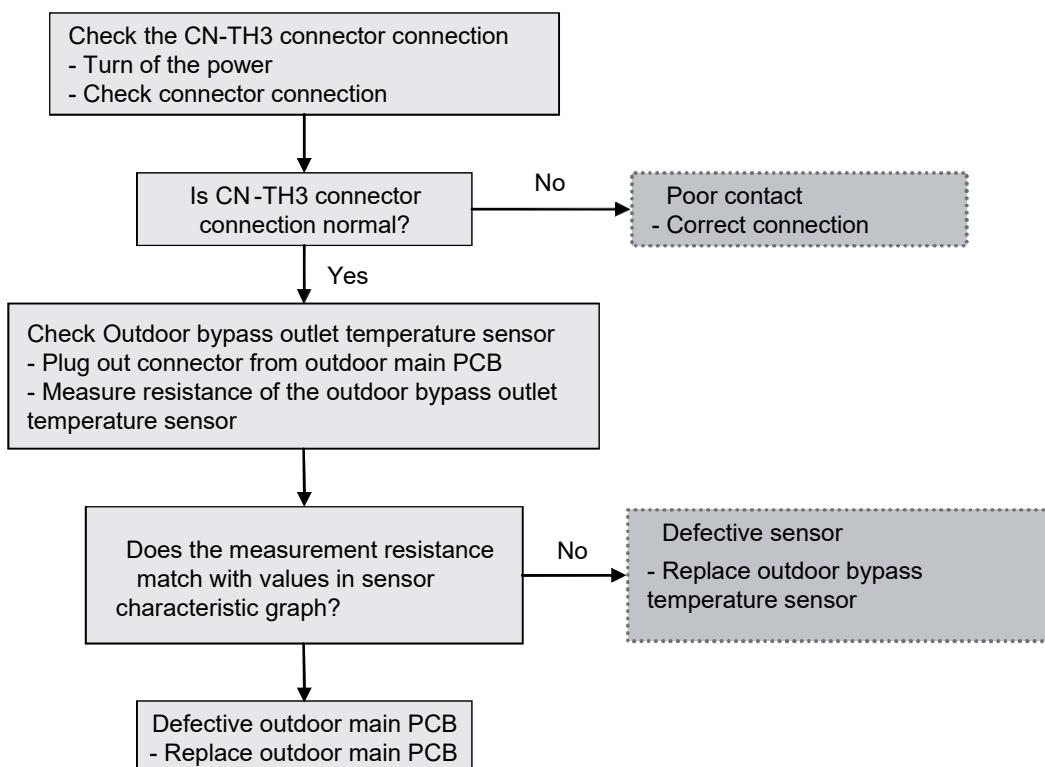 Check the CN-TH3 connector connection
- Turn of the power
- Check connector connection
Is CN-TH3 connector
connection normal?
No
Poor contact
- Correct connection
Yes
Check Outdoor bypass outlet temperature sensor
- Plug out connector from outdoor main PCB
- Measure resistance of the outdoor bypass outlet
temperature sensor
Does the measurement resistance
match with values in sensor
characteristic graph?
No
Defective sensor
- Replace outdoor bypass
temperature sensor
Defective outdoor main PCB
- Replace outdoor main PCB